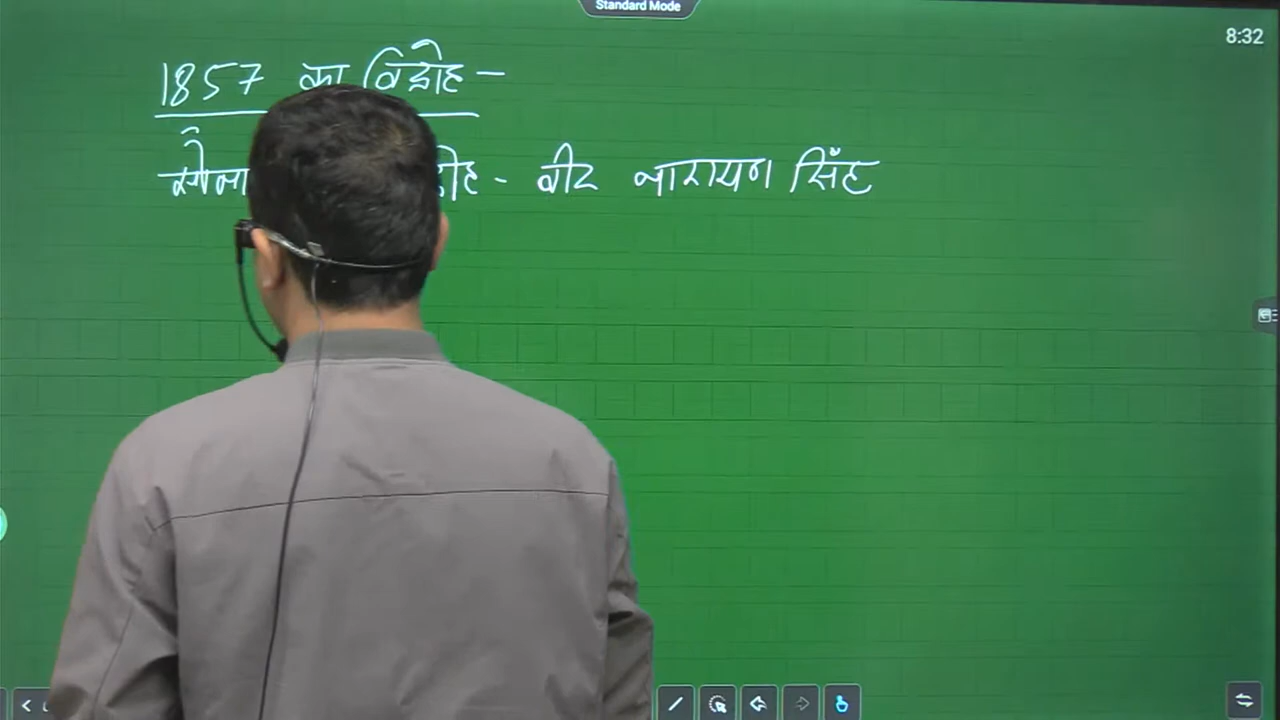 Standard Mode
8:32
1857 का विद्रोह –
- वीर नारायण सिंह